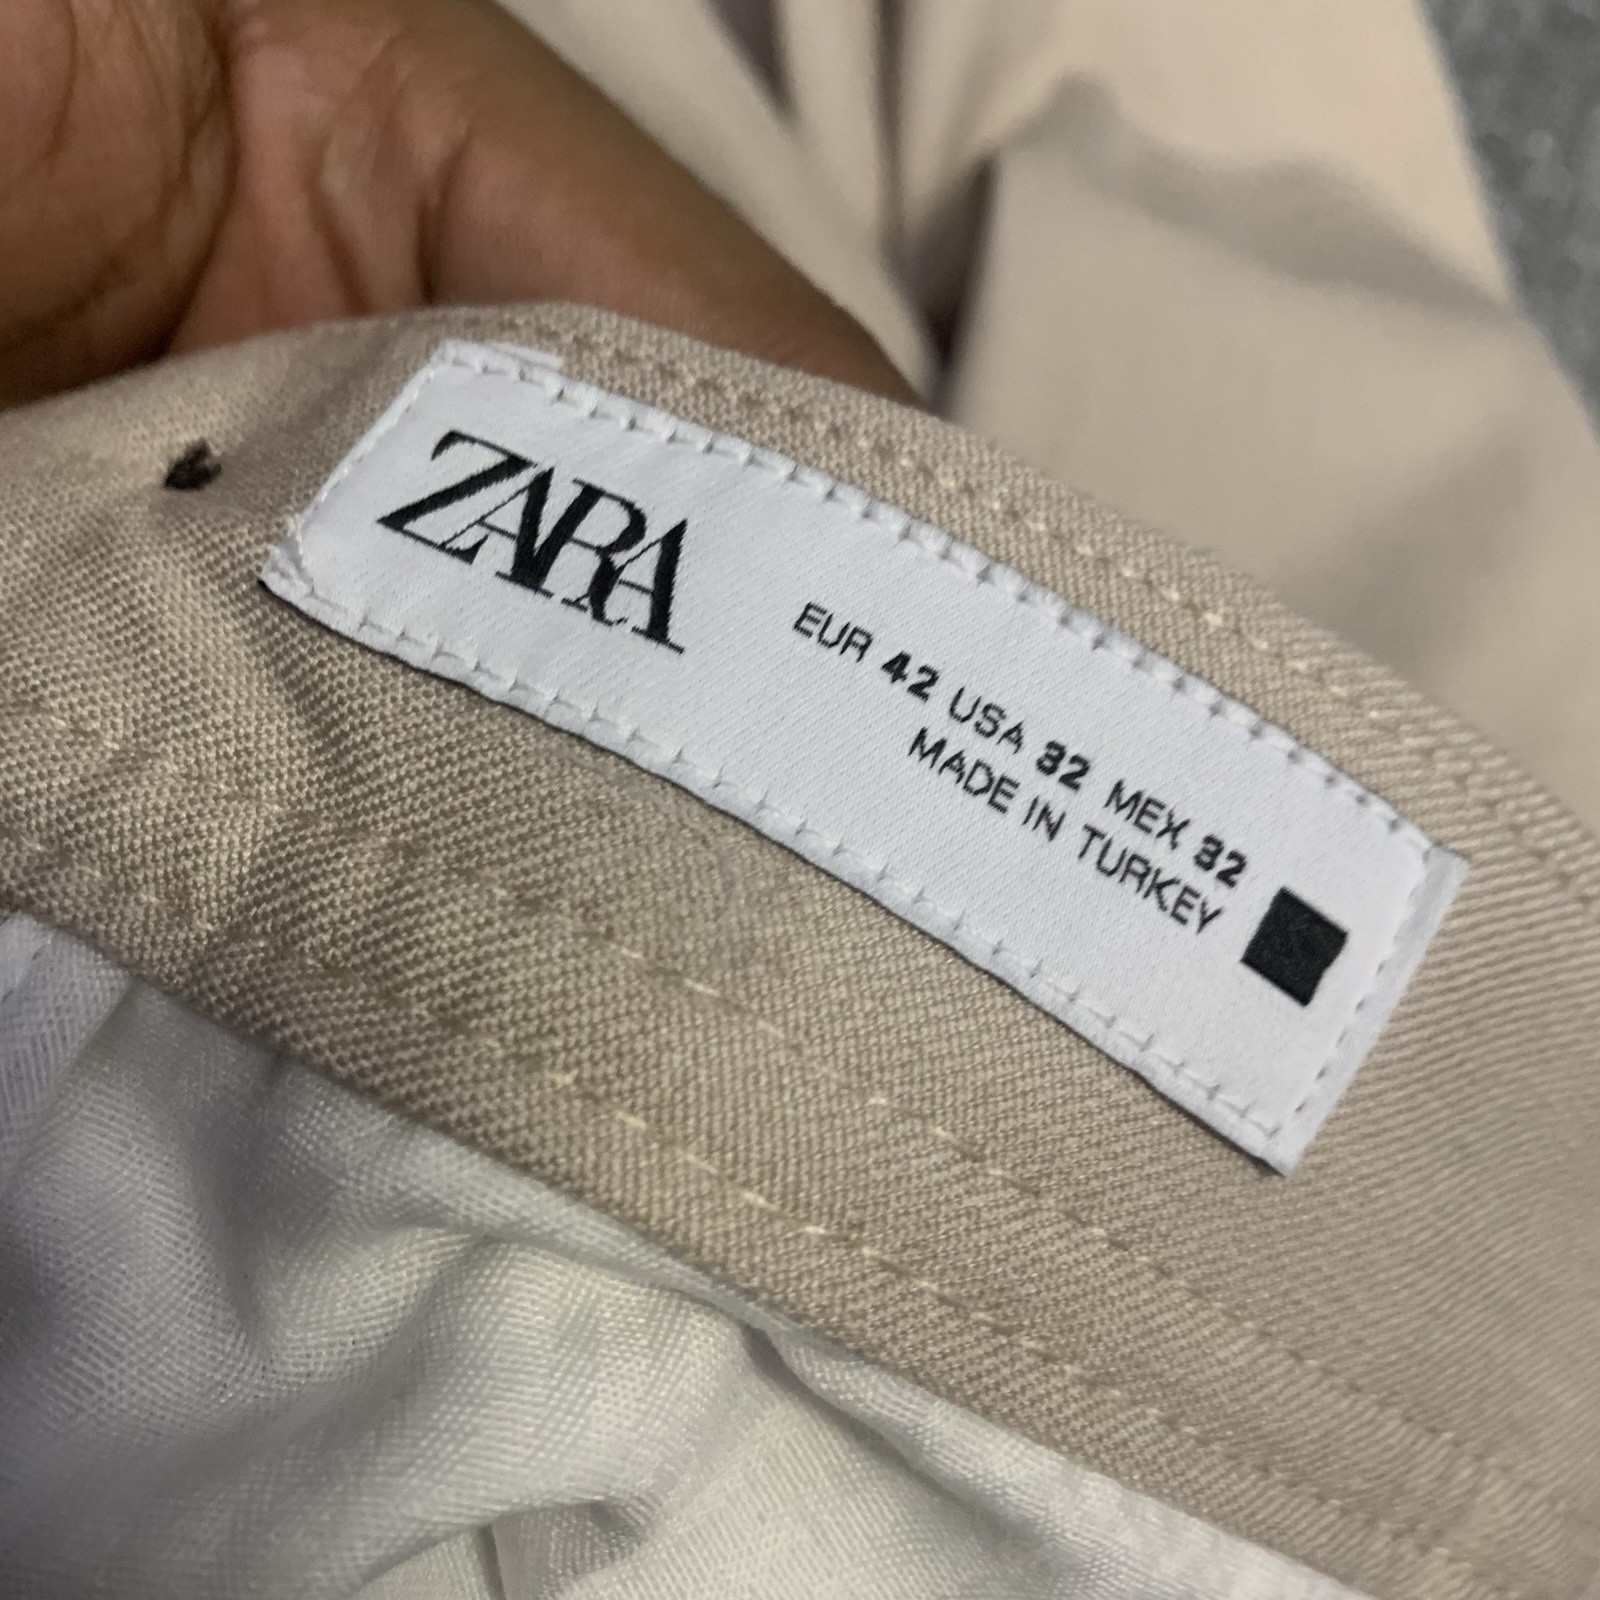 ZARA
EUR 42 USA 32 MEX 32
MADE IN TURKEY